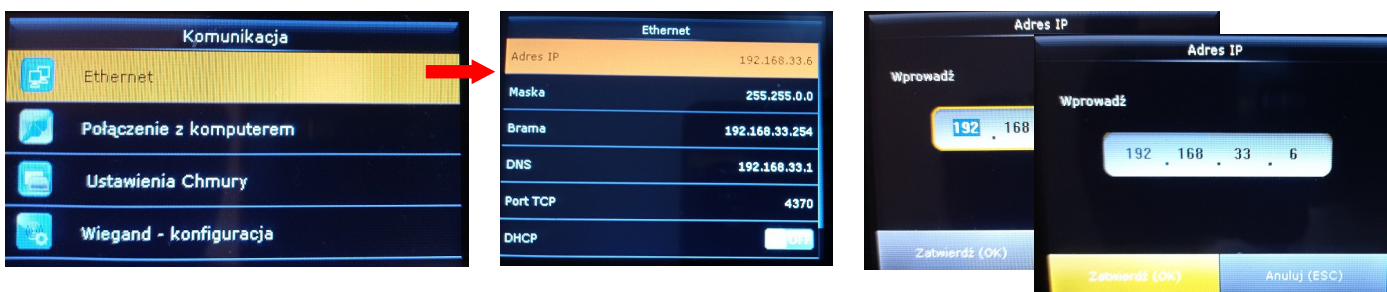 Komunikacja
Ethernet
Połączenie z komputerem
Ustawienia Chmury
Wiegand - konfiguracja
Ethernet
Adres IP 192.168.33.6
Maska 255.255.0.0
Brama 192.168.33.254
DNS 192.168.33.1
Port TCP 4370
DHCP OFF
Adres IP
Wprowadź
192 . 168
Zatwierdź (OK)
Adres IP
Wprowadź
192 . 168 . 33 . 6
Zatwierdź (OK) Anuluj (ESC)